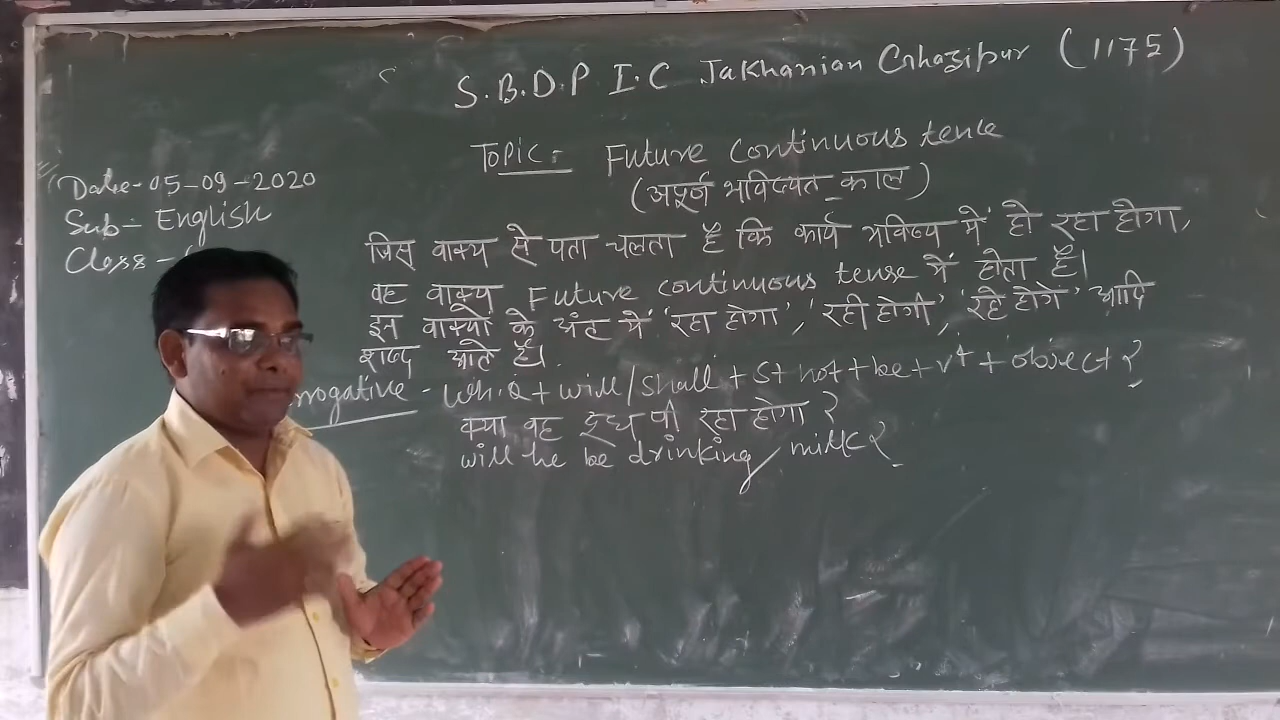 S.B.D.P I.C Jakhanian Ghazipur (1175)
Topic:- Future continuous tence
(अपूर्ण भविष्यत काल)
Date-05-09-2020
Sub- English
Class-
जिस वाक्य से पता चलता है कि कार्य भविष्य में हो रहा होगा,
वह वाक्य Future continuous tense में होता है।
इन वाक्यों के अंत में 'रहा होगा', 'रही होगी', 'रहे होगें' आदि
शब्द आते हैं।
rrogative - Wh.Q + will/shall + S + not + be + v⁴ + object?
क्या वह दूध पी रहा होगा?
will he be drinking milk?